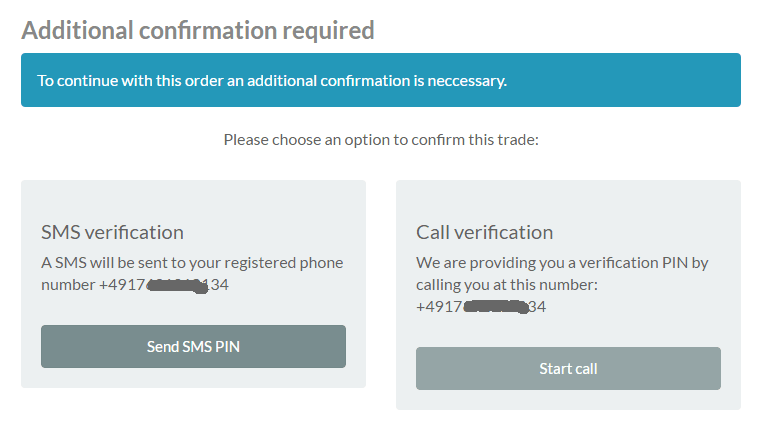 Additional confirmation required
To continue with this order an additional confirmation is neccessary.
Please choose an option to confirm this trade:
SMS verification
A SMS will be sent to your registered phone
number +4917 134
Send SMS PIN
Call verification
We are providing you a verification PIN by
calling you at this number:
+4917 34
Start call